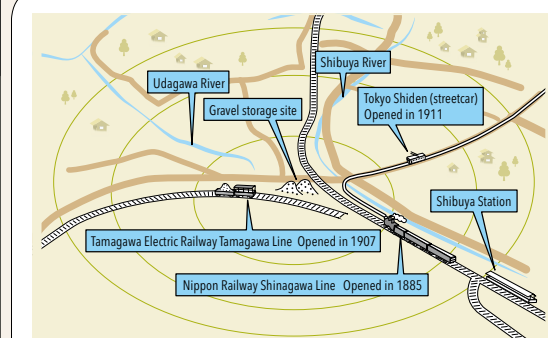 Shibuya River
Udagawa River
Gravel storage site
Tokyo Shiden (streetcar)
Opened in 1911
Shibuya Station
Tamagawa Electric Railway Tamagawa Line Opened in 1907
Nippon Railway Shinagawa Line Opened in 1885